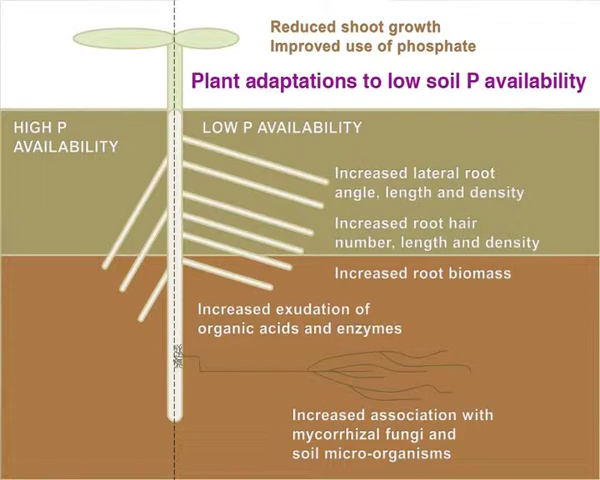 Reduced shoot growth
Improved use of phosphate
Plant adaptations to low soil P availability
HIGH P
AVAILABILITY
LOW P AVAILABILITY
Increased lateral root
angle, length and density
Increased root hair
number, length and density
Increased root biomass
Increased exudation of
organic acids and enzymes
Increased association with
mycorrhizal fungi and
soil micro-organisms